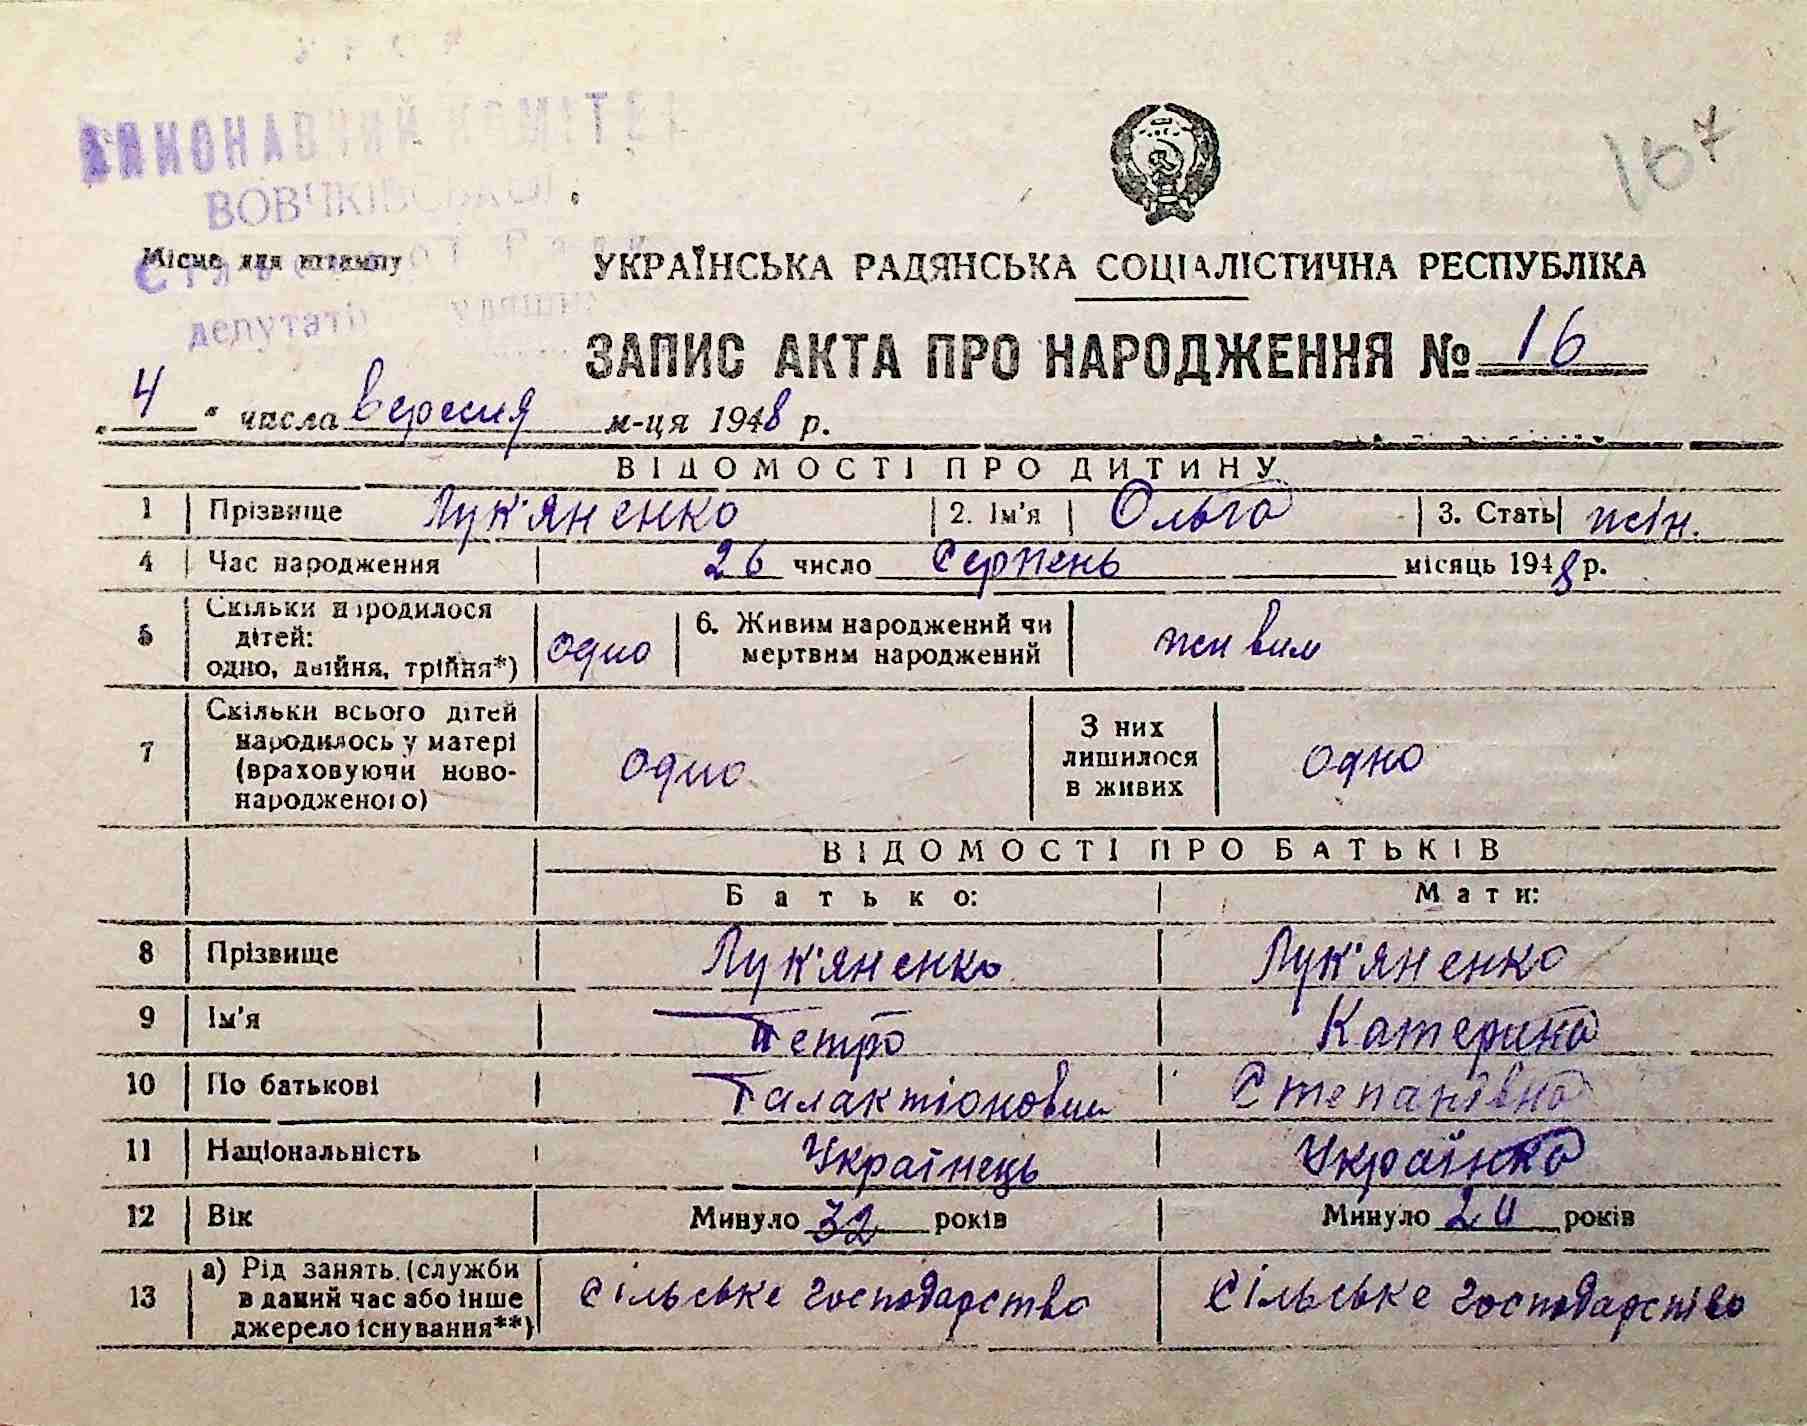 УРСР
ВИКОНАВЧИЙ КОМІТЕТ
ВОВЧКІВСЬКОЇ
депутатів
167
Місце для штампу
УКРАЇНСЬКА РАДЯНСЬКА СОЦІАЛІСТИЧНА РЕСПУБЛІКА
ЗАПИС АКТА ПРО НАРОДЖЕННЯ № 16
„ 4 “ числа вересня м-ця 1948 р.
ВІДОМОСТІ ПРО ДИТИНУ
1 Прізвище Лук'яненко 2. Ім'я Ольга 3. Стать жін.
4 Час народження 26 число Серпень місяць 1948 р.
5 Скільки народилося дітей: одно, двійня, трійня*) одно 6. Живим народжений чи мертвим народжений живим
7 Скільки всього дітей народилось у матері (враховуючи новонародженого) одно З них лишилося в живих одно
ВІДОМОСТІ ПРО БАТЬКІВ
Батько: Мати:
8 Прізвище Лук'яненко Лук'яненко
9 Ім'я Петро Катерина
10 По батькові Галактіонович Степанівна
11 Національність Українець Українка
12 Вік Минуло 32 років Минуло 24 років
13 а) Рід занять (служби в даний час або інше джерело існування**) Сільське господарство Сільське господарство